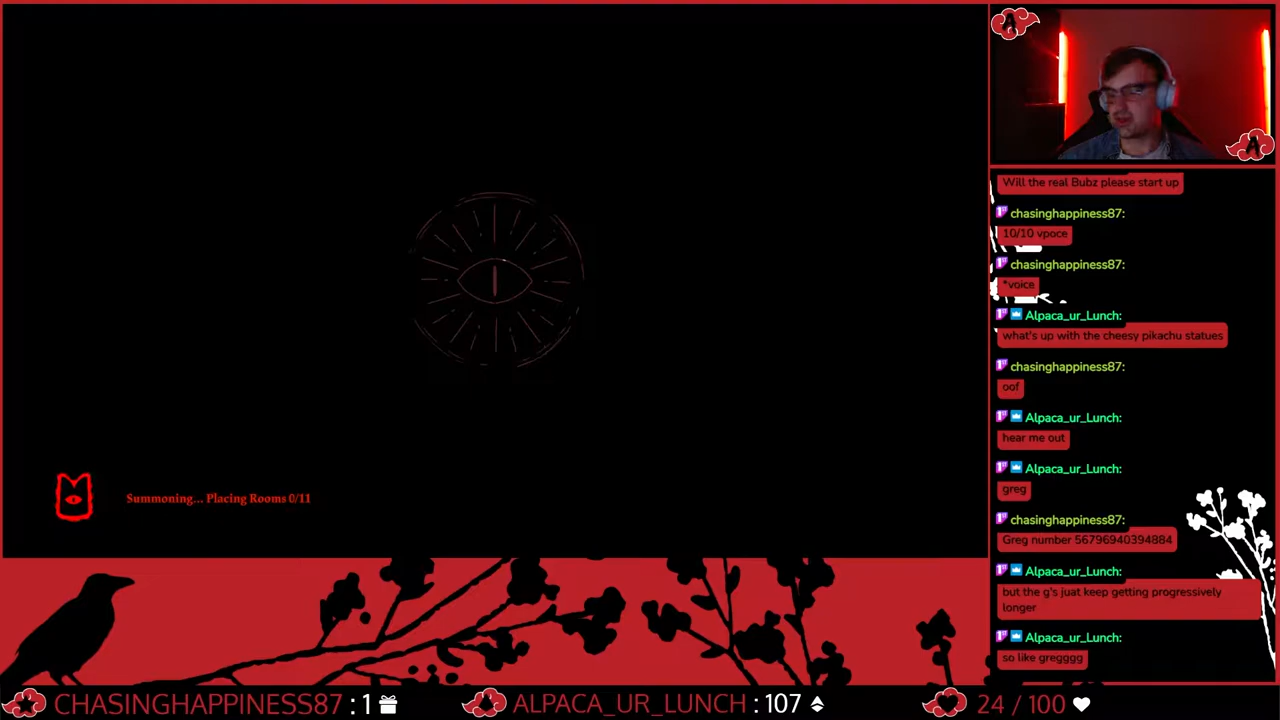 Will the real Bubz please start up
chasinghappiness87:
10/10 vpoce
chasinghappiness87:
*voice
Alpaca_ur_Lunch:
what's up with the cheesy pikachu statues
chasinghappiness87:
oof
Alpaca_ur_Lunch:
hear me out
Alpaca_ur_Lunch:
greg
chasinghappiness87:
Greg number 56796940394884
Alpaca_ur_Lunch:
but the g's juat keep getting progressively
longer
Alpaca_ur_Lunch:
so like gregggg
Summoning... Placing Rooms 0/11
CHASINGHAPPINESS87 : 1
ALPACA_UR_LUNCH : 107
24 / 100